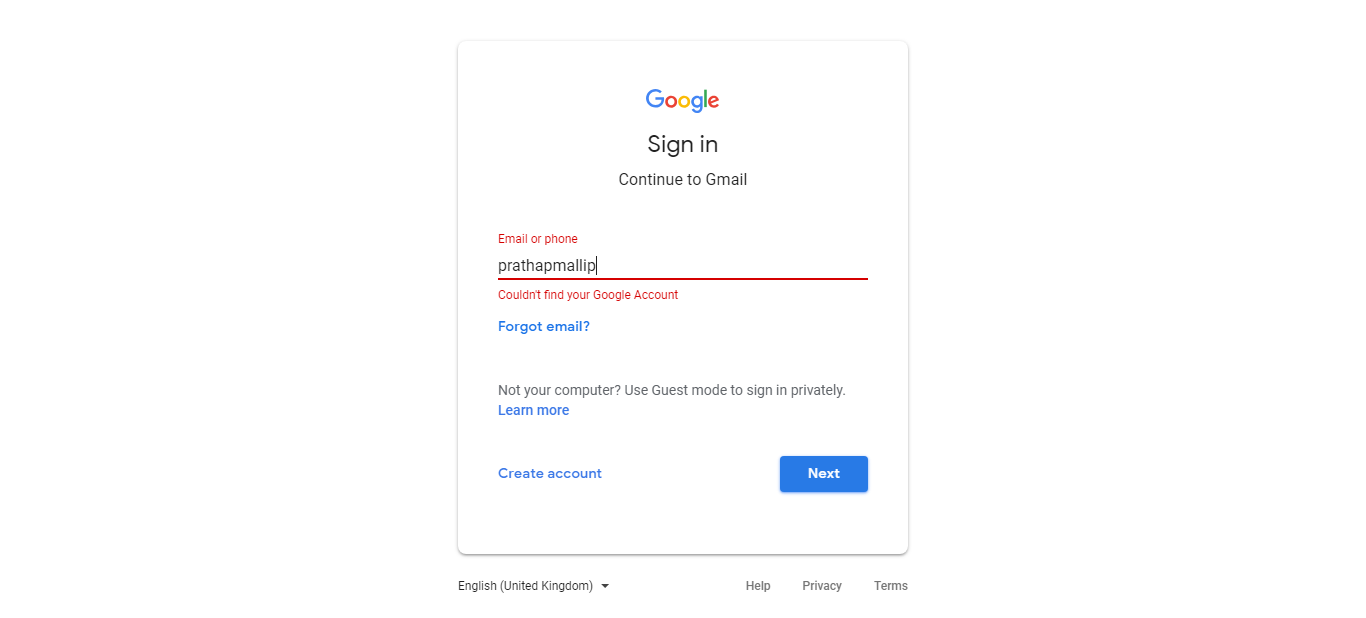 Google
Sign in
Continue to Gmail
Email or phone
prathapmallip
Couldn't find your Google Account
Forgot email?
Not your computer? Use Guest mode to sign in privately.
Learn more
Create account
Next
English (United Kingdom)
Help
Privacy
Terms